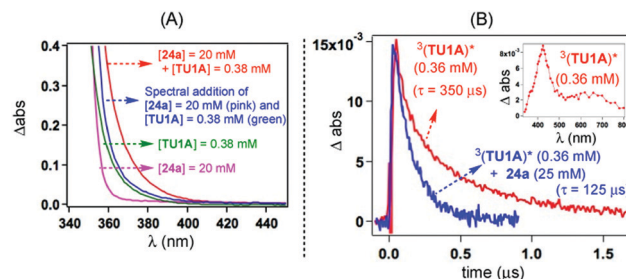 (A)
(B)
0.4
0.3
0.2
0.1
0.0
Δabs
[24a] = 20 mM
+ [TU1A] = 0.38 mM
Spectral addition of
[24a] = 20 mM (pink) and
[TU1A] = 0.38 mM (green)
[TU1A] = 0.38 mM
[24a] = 20 mM
340 360 380 400 420 440
λ (nm)
15x10⁻³
10
5
0
Δ abs
³(TU1A)*
(0.36 mM)
(τ = 350 µs)
8x10⁻³
6
4
2
0
Δ abs
³(TU1A)*
(0.36 mM)
400 500 600 700 800
λ (nm)
³(TU1A)* (0.36 mM)
+ 24a (25 mM)
(τ = 125 µs
0.0 0.5 1.0 1.5
time (µs)